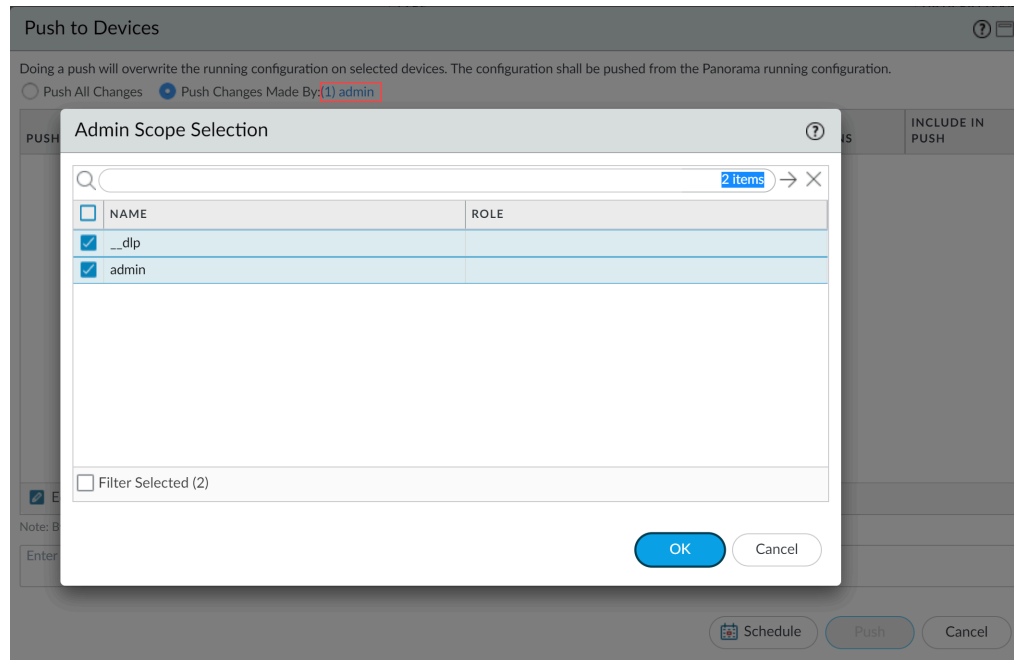 Push to Devices
Doing a push will overwrite the running configuration on selected devices. The configuration shall be pushed from the Panorama running configuration.
Push All Changes Push Changes Made By:(1) admin
PUSH
INCLUDE IN
PUSH
Admin Scope Selection
2 items
NAME ROLE
__dlp
admin
Filter Selected (2)
E
Note: B
Enter
OK Cancel
Schedule Push Cancel